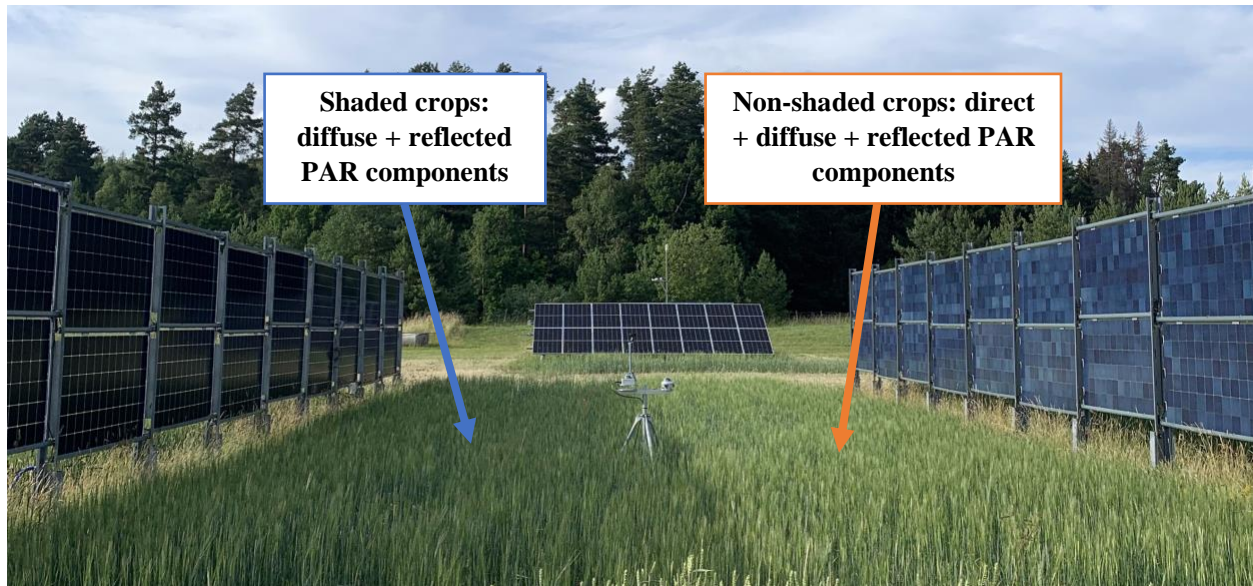 Shaded crops:
diffuse + reflected
PAR components
Non-shaded crops: direct
+ diffuse + reflected PAR
components